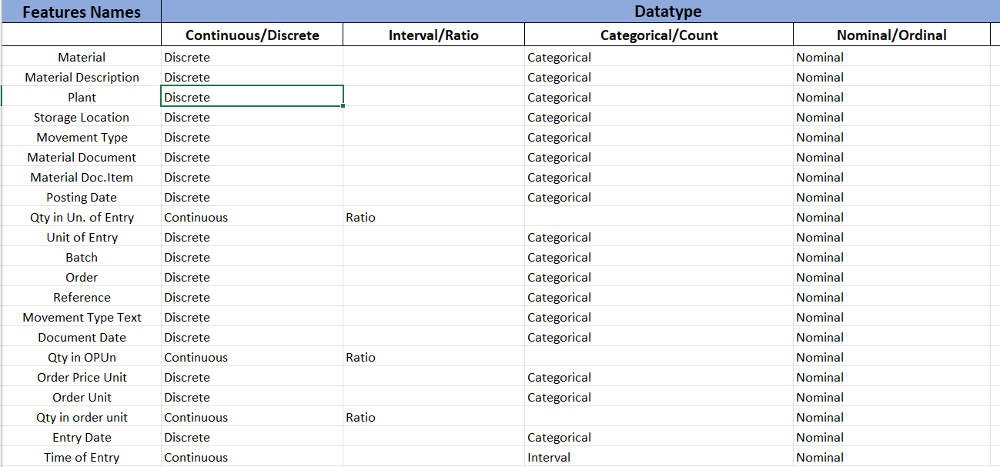 Features Names Datatype
Continuous/Discrete Interval/Ratio Categorical/Count Nominal/Ordinal
Material Discrete Categorical Nominal
Material Description Discrete Categorical Nominal
Plant Discrete Categorical Nominal
Storage Location Discrete Categorical Nominal
Movement Type Discrete Categorical Nominal
Material Document Discrete Categorical Nominal
Material Doc.Item Discrete Categorical Nominal
Posting Date Discrete Categorical Nominal
Qty in Un. of Entry Continuous Ratio Nominal
Unit of Entry Discrete Categorical Nominal
Batch Discrete Categorical Nominal
Order Discrete Categorical Nominal
Reference Discrete Categorical Nominal
Movement Type Text Discrete Categorical Nominal
Document Date Discrete Categorical Nominal
Qty in OPUn Continuous Ratio Nominal
Order Price Unit Discrete Categorical Nominal
Order Unit Discrete Categorical Nominal
Qty in order unit Continuous Ratio Nominal
Entry Date Discrete Categorical Nominal
Time of Entry Continuous Interval Nominal